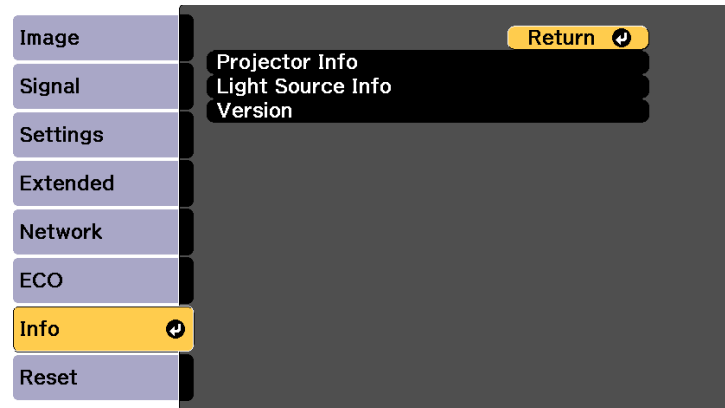 Image
Signal
Settings
Extended
Network
ECO
Info
Reset
Return
Projector Info
Light Source Info
Version